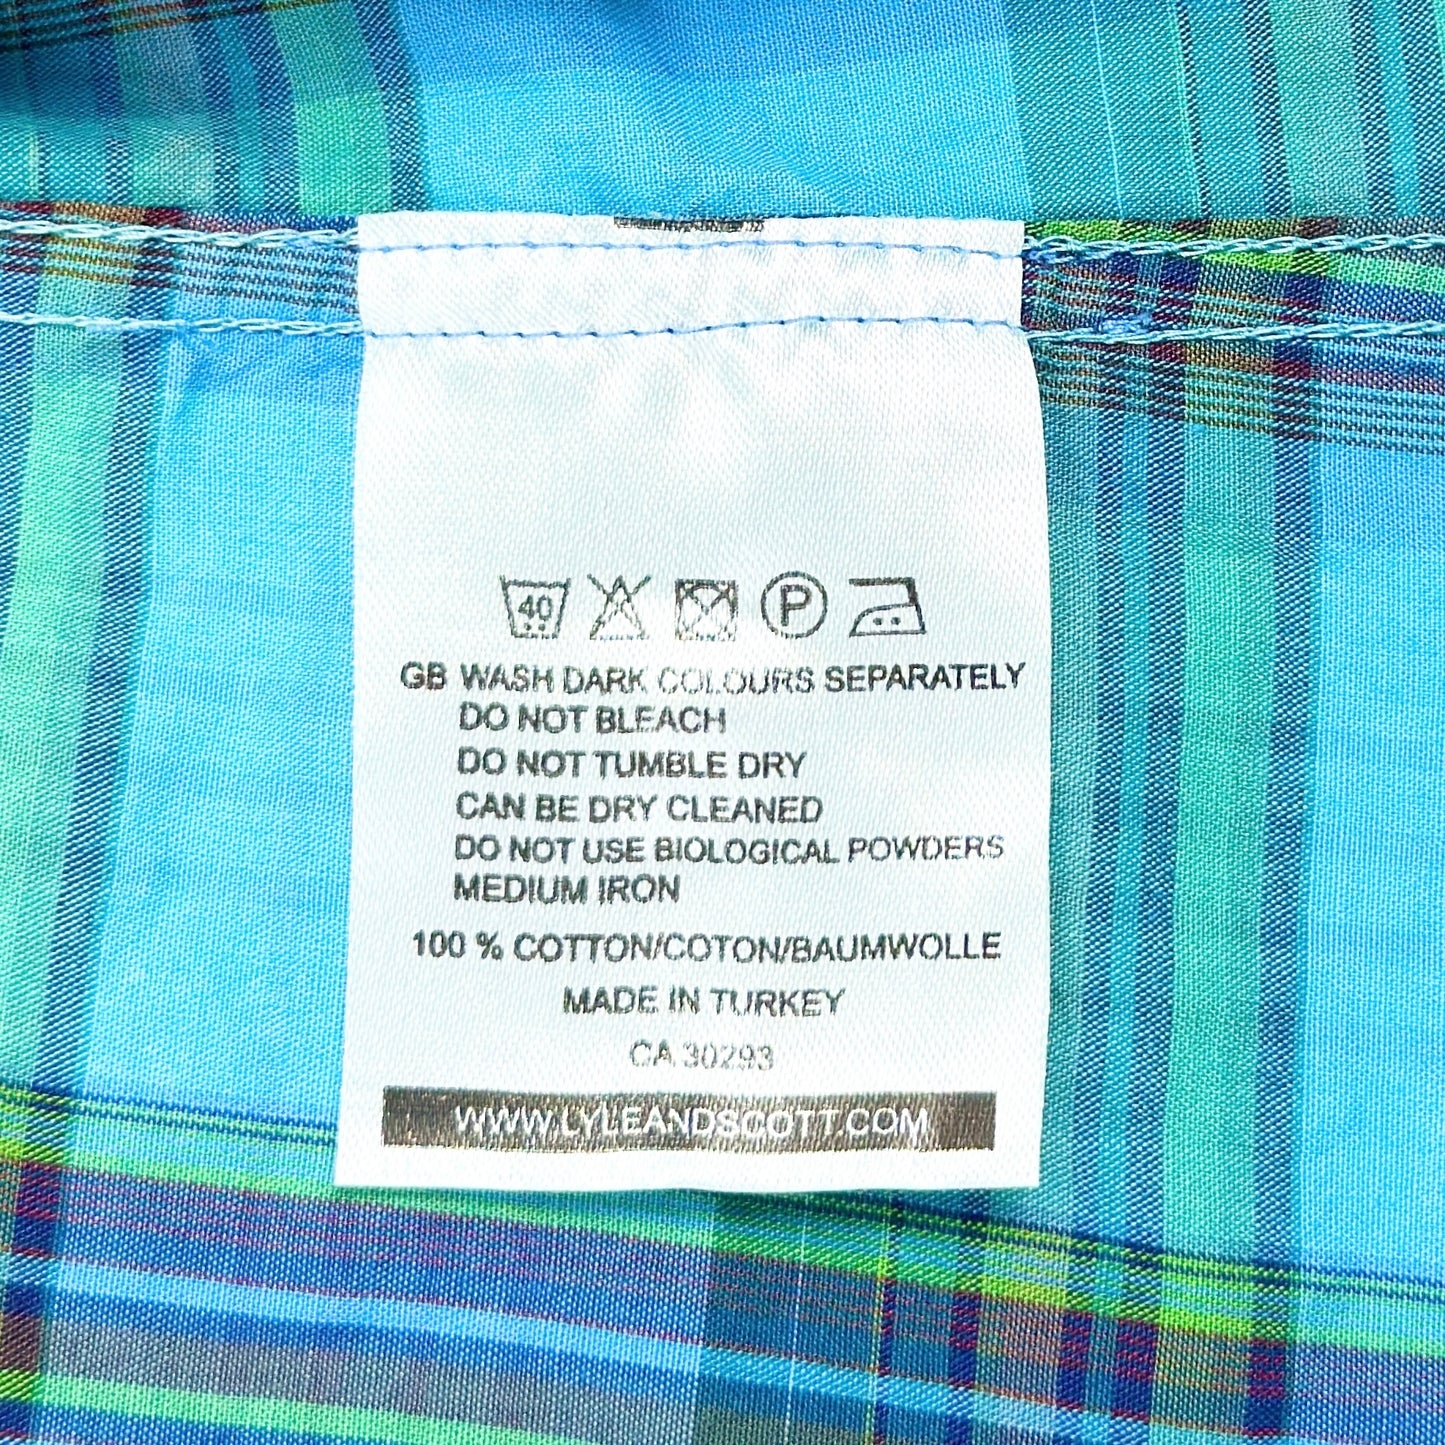 40
P
GB WASH DARK COLOURS SEPARATELY
DO NOT BLEACH
DO NOT TUMBLE DRY
CAN BE DRY CLEANED
DO NOT USE BIOLOGICAL POWDERS
MEDIUM IRON
100 % COTTON/COTON/BAUMWOLLE
MADE IN TURKEY
CA 30293
WWW.LYLEANDSCOTT.COM